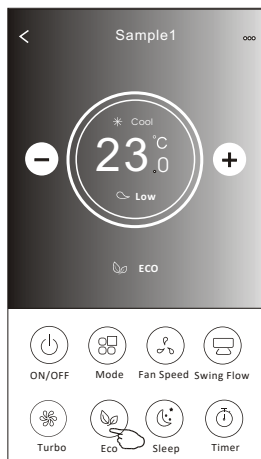 Sample1
Cool
23.0°C
Low
ECO
ON/OFF Mode Fan Speed Swing Flow
Turbo Eco Sleep Timer